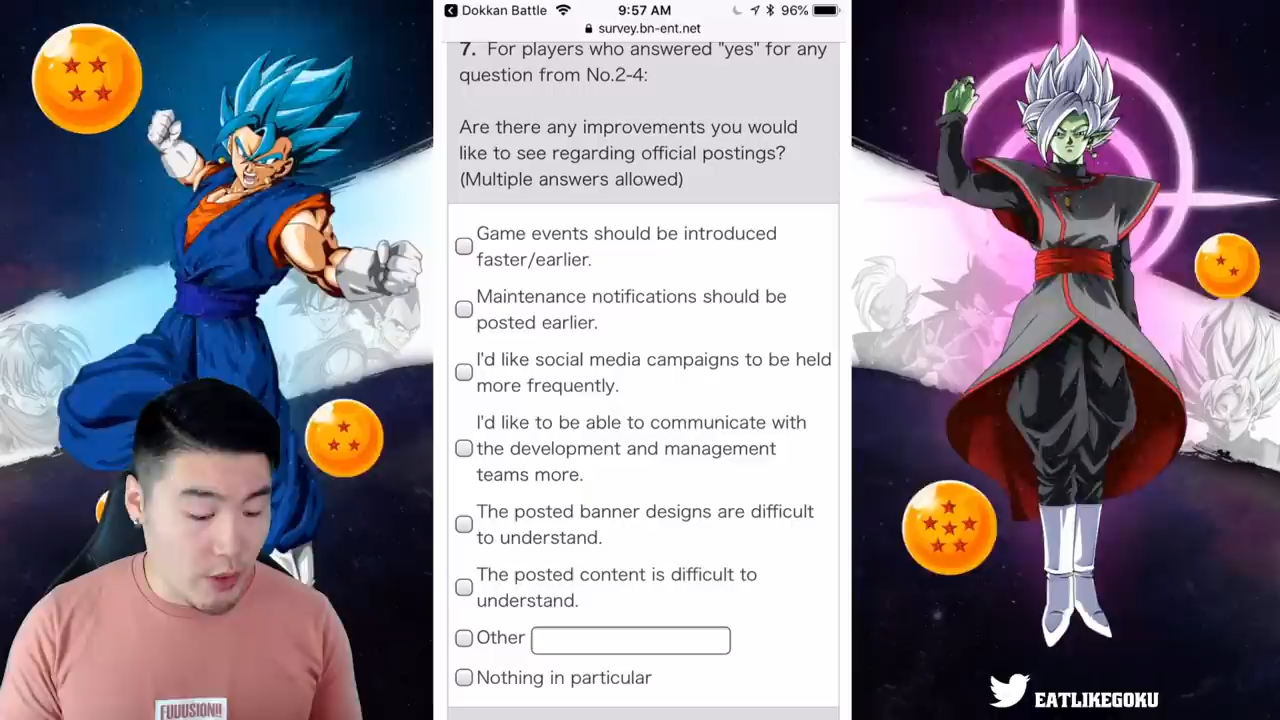 Dokkan Battle
9:57 AM
96%
survey.bn-ent.net
7. For players who answered "yes" for any
question from No.2-4:
Are there any improvements you would
like to see regarding official postings?
(Multiple answers allowed)
Game events should be introduced
faster/earlier.
Maintenance notifications should be
posted earlier.
I'd like social media campaigns to be held
more frequently.
I'd like to be able to communicate with
the development and management
teams more.
The posted banner designs are difficult
to understand.
The posted content is difficult to
understand.
Other
Nothing in particular
FUUUSION!!
EATLIKEGOKU